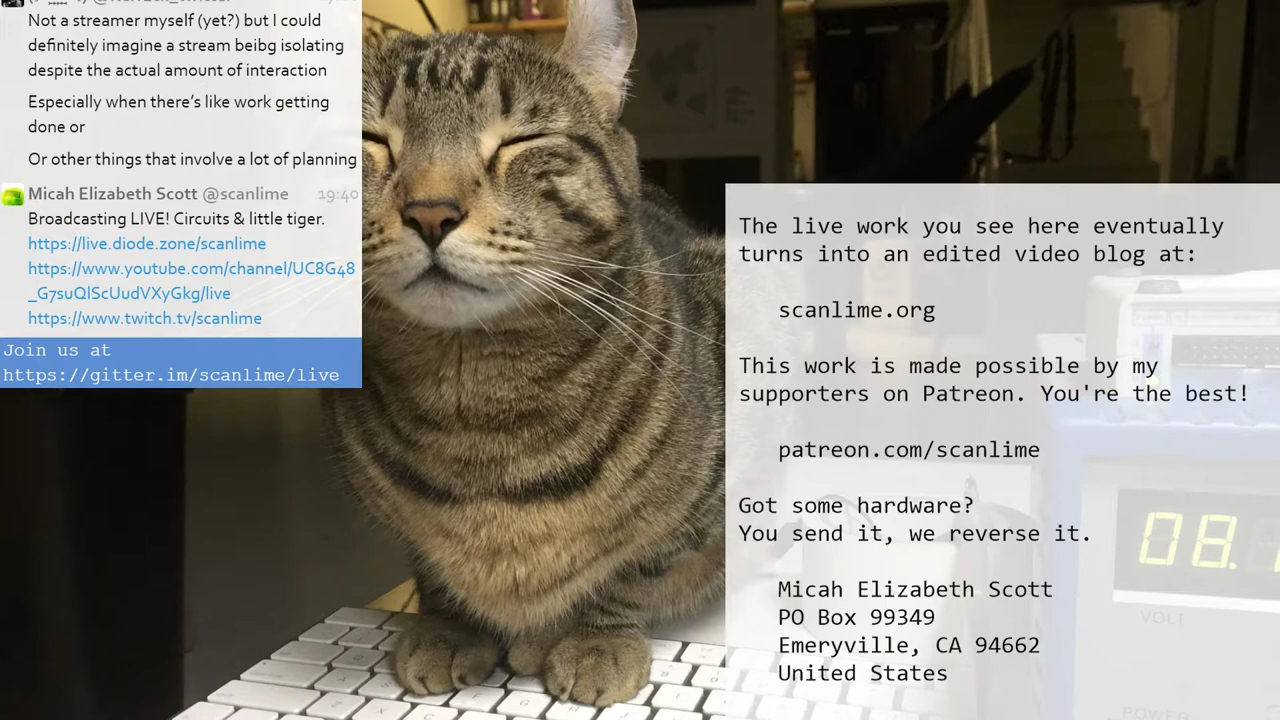 Not a streamer myself (yet?) but I could
definitely imagine a stream beibg isolating
despite the actual amount of interaction
Especially when there's like work getting
done or
Or other things that involve a lot of planning
Micah Elizabeth Scott @scanlime 19:40
Broadcasting LIVE! Circuits & little tiger.
https://live.diode.zone/scanlime
https://www.youtube.com/channel/UC8G48
_G7suQlScUudVXyGkg/live
https://www.twitch.tv/scanlime
Join us at
https://gitter.im/scanlime/live
The live work you see here eventually
turns into an edited video blog at:
scanlime.org
This work is made possible by my
supporters on Patreon. You're the best!
patreon.com/scanlime
Got some hardware?
You send it, we reverse it.
Micah Elizabeth Scott
PO Box 99349
Emeryville, CA 94662
United States
08.
VOLT
POWER